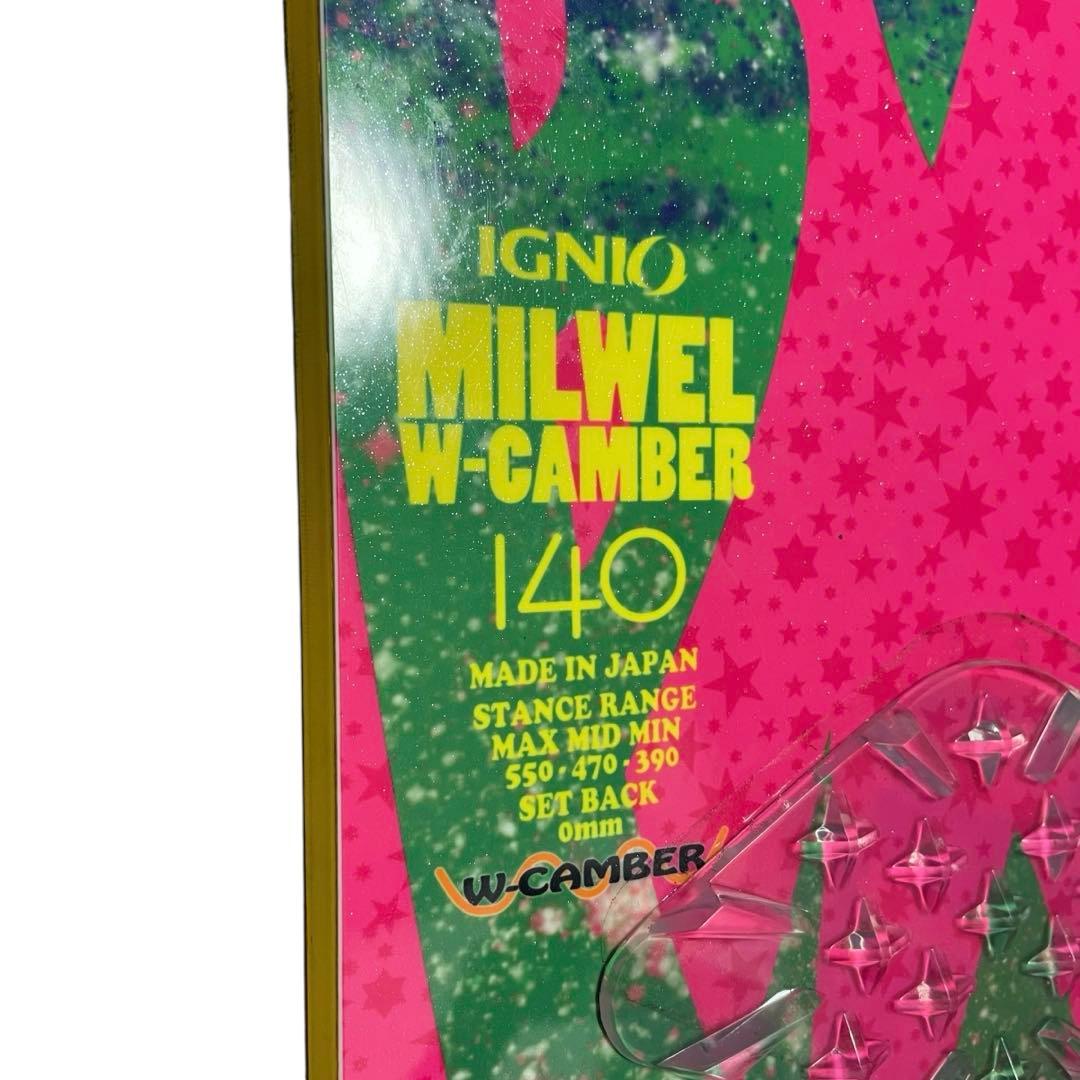 IGNIO
MILWEL
W-CAMBER
140
MADE IN JAPAN
STANCE RANGE
MAX MID MIN
550·470·390
SET BACK
0mm
W-CAMBER